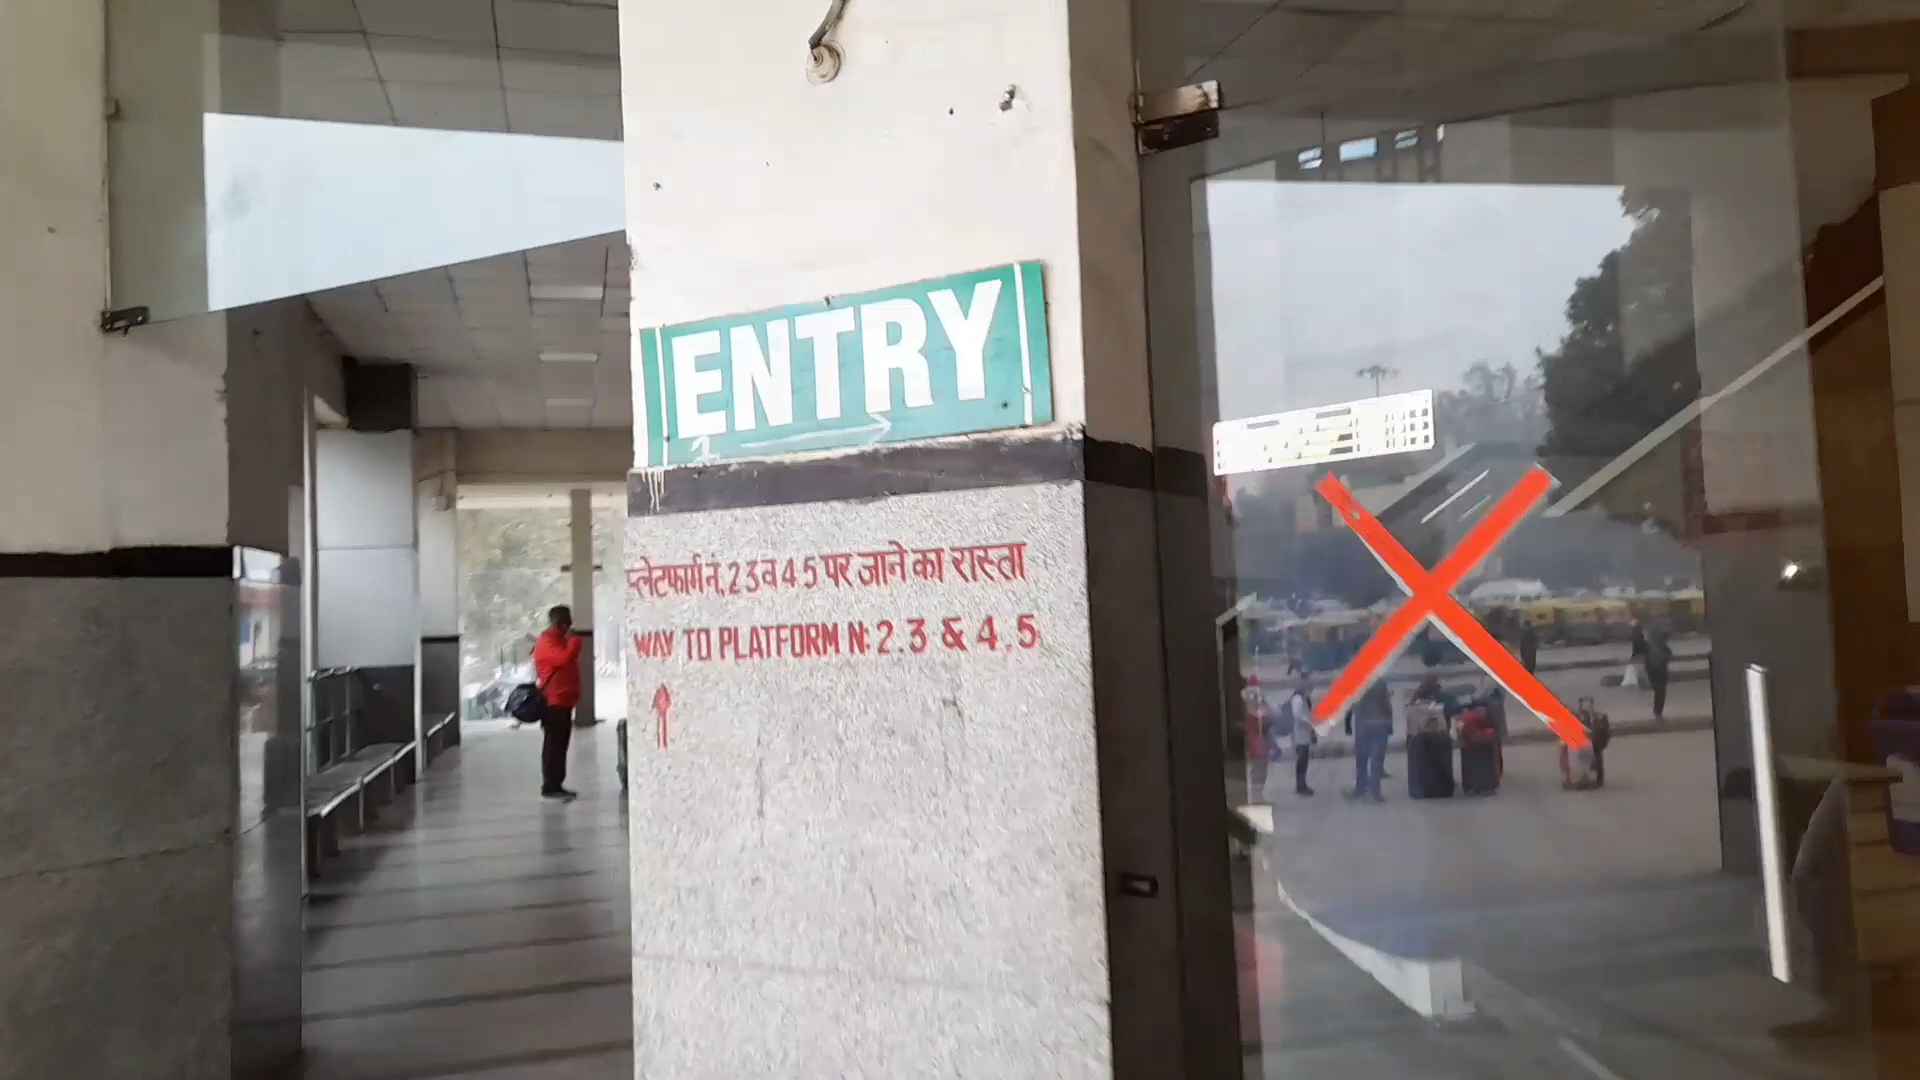 ENTRY
प्लेटफार्म नं. 2 3 व 4 5 पर जाने का रास्ता
WAY TO PLATFORM N: 2.3 & 4.5